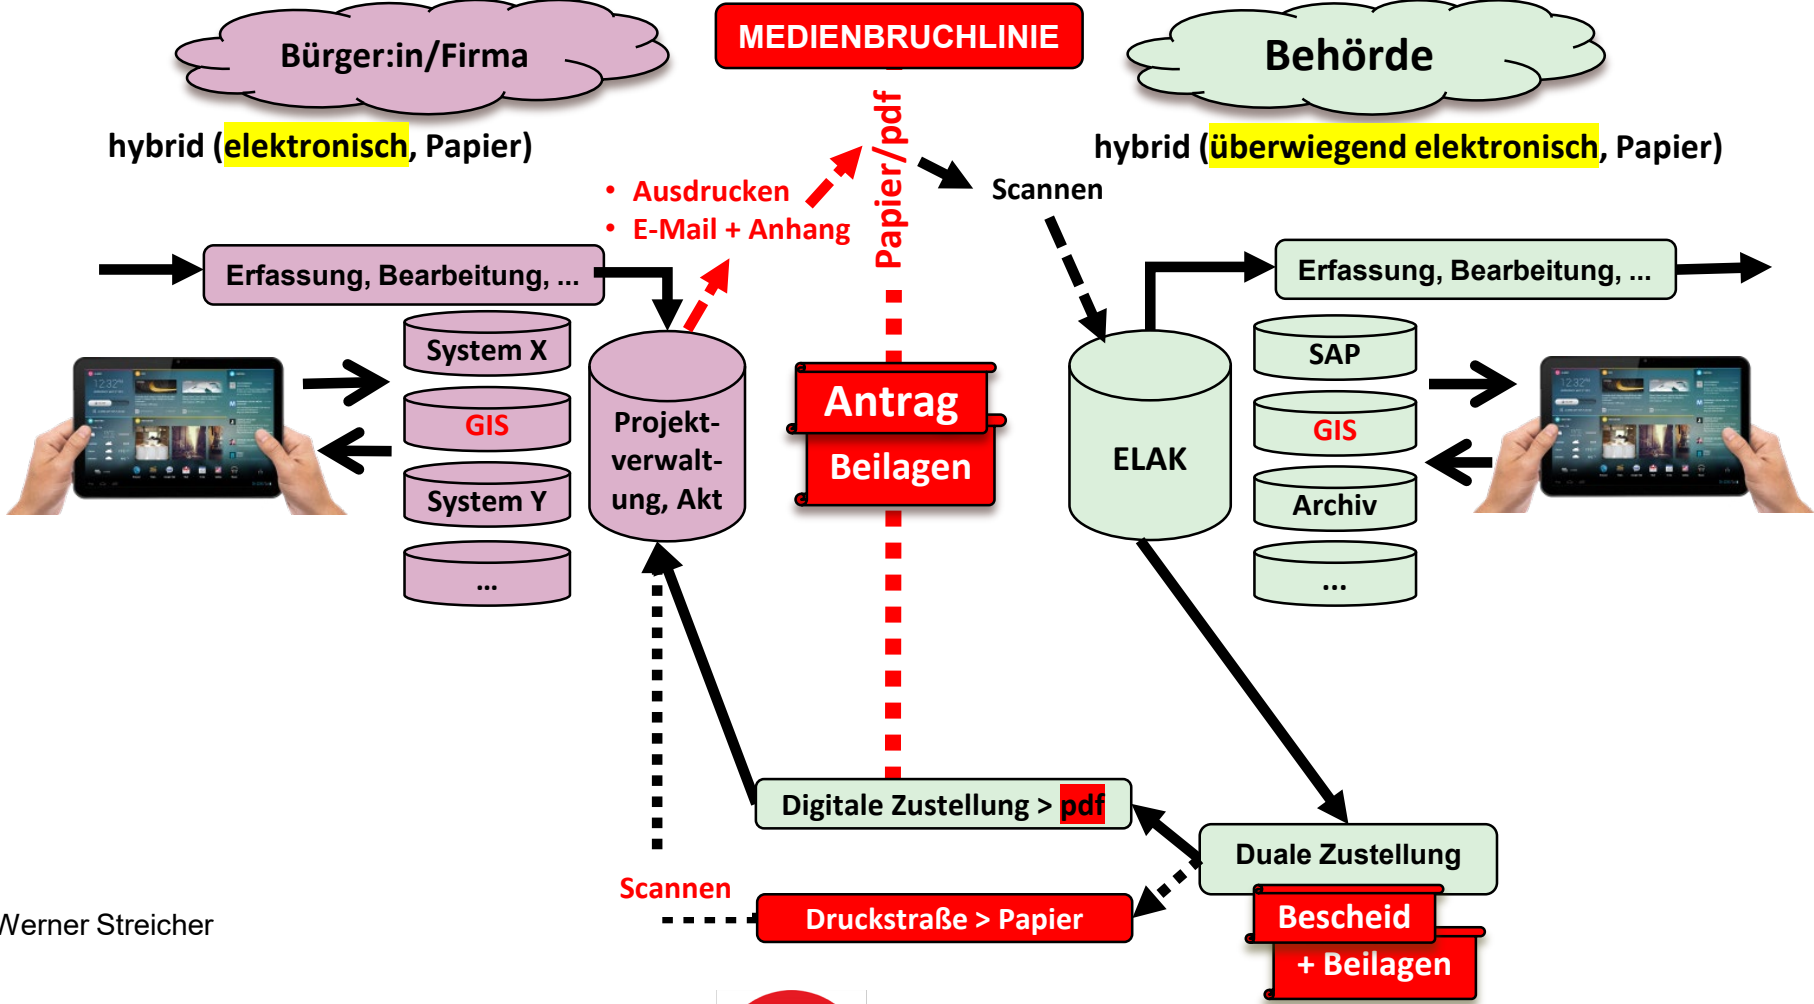 Bürger:in/Firma
MEDIENBRUCHLINIE
Behörde
hybrid (elektronisch, Papier)
Papier/pdf
hybrid (überwiegend elektronisch, Papier)
• Ausdrucken
• E-Mail + Anhang
Scannen
Erfassung, Bearbeitung, ...
Erfassung, Bearbeitung, ...
System X
GIS
System Y
...
Projekt-
verwalt-
ung, Akt
Antrag
Beilagen
ELAK
SAP
GIS
Archiv
...
Digitale Zustellung > pdf
Duale Zustellung
Scannen
Druckstraße > Papier
Bescheid
+ Beilagen
Werner Streicher